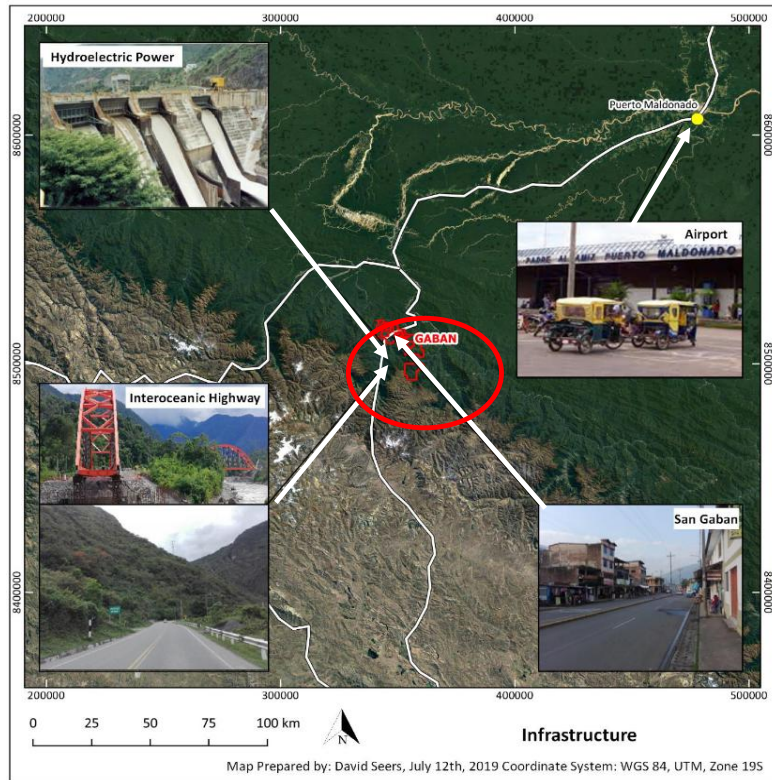 200000 300000 400000 500000
Hydroelectric Power
Puerto Maldonado
8600000 8600000
Airport
PADRE ALDAMIZ PUERTO MALDONADO
GABAN
8500000 8500000
Interoceanic Highway
San Gaban
8400000 8400000
200000 300000 400000 500000
0 25 50 75 100 km
N
Infrastructure
Map Prepared by: David Seers, July 12th, 2019 Coordinate System: WGS 84, UTM, Zone 19S